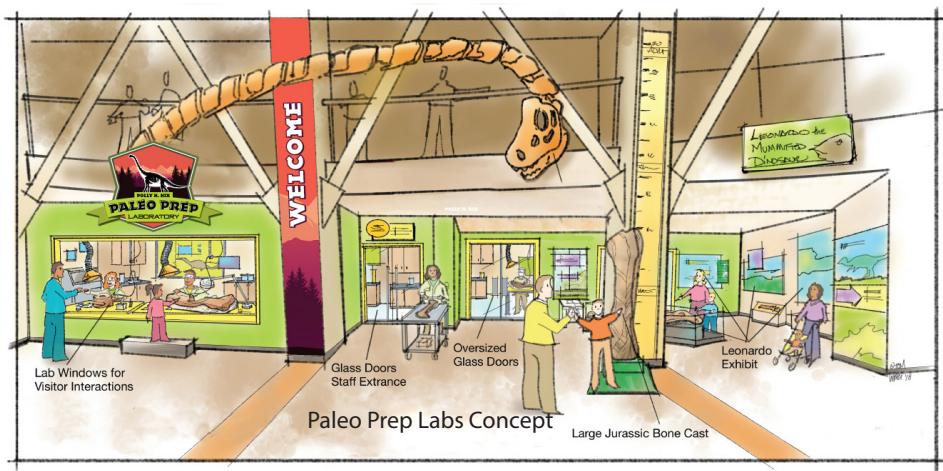 WELCOME
LEONARDO the
MUMMIFIED
DINOSAUR
POLLY H. HIX
PALEO PREP
LABORATORY
Lab Windows for
Visitor Interactions
Glass Doors
Staff Extrance
Oversized
Glass Doors
Leonardo
Exhibit
Paleo Prep Labs Concept
Large Jurassic Bone Cast